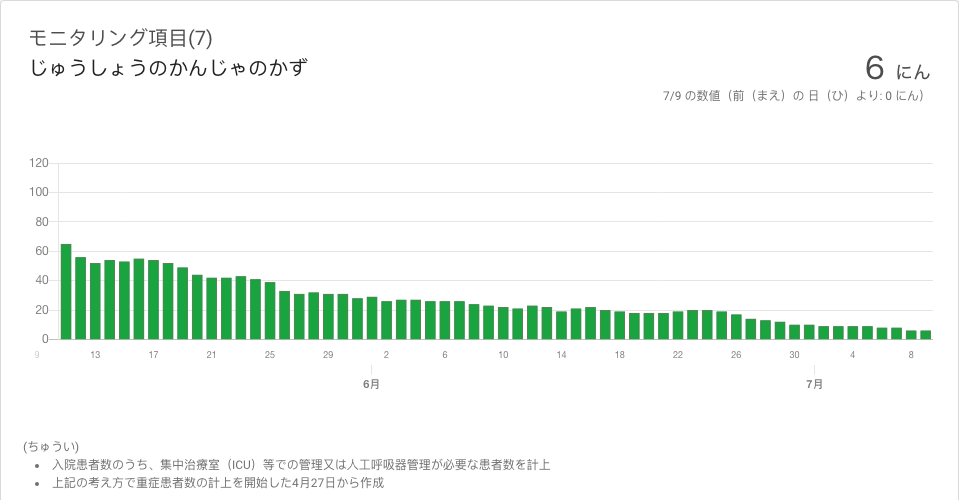 モニタリング項目(7)
じゅうしょうのかんじゃのかず
6 にん
7/9 の数値（前（まえ）の 日（ひ）より: 0 にん）
120
100
80
60
40
20
0
9 13 17 21 25 29 2 6 10 14 18 22 26 30 4 8
6月 7月
(ちゅうい)
• 入院患者数のうち、集中治療室（ICU）等での管理又は人工呼吸器管理が必要な患者数を計上
• 上記の考え方で重症患者数の計上を開始した4月27日から作成